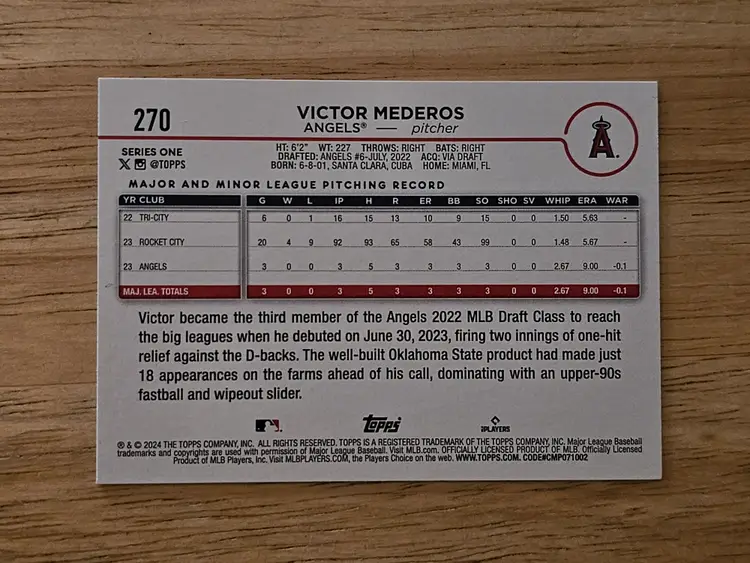 270
VICTOR MEDEROS
ANGELS® — pitcher
A
SERIES ONE
X @TOPPS
HT: 6'2" WT: 227 THROWS: RIGHT BATS: RIGHT
DRAFTED: ANGELS #6-JULY, 2022 ACQ: VIA DRAFT
BORN: 6-8-01, SANTA CLARA, CUBA HOME: MIAMI, FL
MAJOR AND MINOR LEAGUE PITCHING RECORD
YR CLUB G W L IP H R ER BB SO SHO SV WHIP ERA WAR
22 TRI-CITY 6 0 1 16 15 13 10 9 15 0 0 1.50 5.63 -
23 ROCKET CITY 20 4 9 92 93 65 58 43 99 0 0 1.48 5.67 -
23 ANGELS 3 0 0 3 5 3 3 3 3 0 0 2.67 9.00 -0.1
MAJ. LEA. TOTALS 3 0 0 3 5 3 3 3 3 0 0 2.67 9.00 -0.1
Victor became the third member of the Angels 2022 MLB Draft Class to reach
the big leagues when he debuted on June 30, 2023, firing two innings of one-hit
relief against the D-backs. The well-built Oklahoma State product had made just
18 appearances on the farms ahead of his call, dominating with an upper-90s
fastball and wipeout slider.
Topps
PLAYERS
® & © 2024 THE TOPPS COMPANY, INC. ALL RIGHTS RESERVED. TOPPS IS A REGISTERED TRADEMARK OF THE TOPPS COMPANY, INC. Major League Baseball
trademarks and copyrights are used with permission of Major League Baseball. Visit MLB.com. OFFICIALLY LICENSED PRODUCT OF MLB. Officially Licensed
Product of MLB Players, Inc. Visit MLBPLAYERS.COM, the Players Choice on the web. WWW.TOPPS.COM. CODE#CMP071002